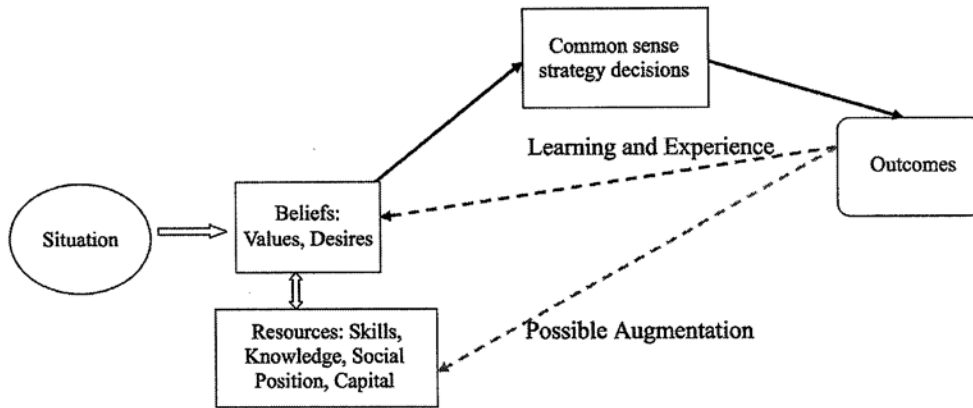 Common sense
strategy decisions
Learning and Experience
Outcomes
Situation
Beliefs:
Values, Desires
Resources: Skills,
Knowledge, Social
Position, Capital
Possible Augmentation